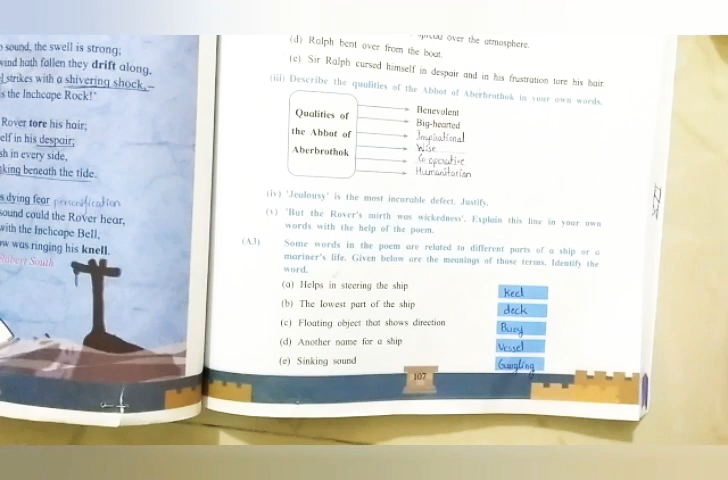 sound, the swell is strong;
wind hath fallen they drift along,
strikes with a shivering shock,–
s the Inchcape Rock!"
Rover tore his hair;
elf in his despair;
sh in every side,
king beneath the tide.
s dying fear personification
sound could the Rover hear,
with the Inchcape Bell,
w was ringing his knell.
Robert South
spread over the atmosphere.
(d) Ralph bent over from the boat.
(e) Sir Ralph cursed himself in despair and in his frustration tore his hair
(iii) Describe the qualities of the Abbot of Aberbrothok in your own words.
Qualities of
the Abbot of
Aberbrothok
Benevolent
Big-hearted
Inspirational
Wise
Co operative
Humanitarian
(iv) 'Jealousy' is the most incurable defect. Justify.
(v) 'But the Rover's mirth was wickedness'. Explain this line in your own
words with the help of the poem.
(A3) Some words in the poem are related to different parts of a ship or a
mariner's life. Given below are the meanings of those terms. Identify the
word.
(a) Helps in steering the ship Keel
(b) The lowest part of the ship deck
(c) Floating object that shows direction Buoy
(d) Another name for a ship Vessel
(e) Sinking sound Gurgling
107